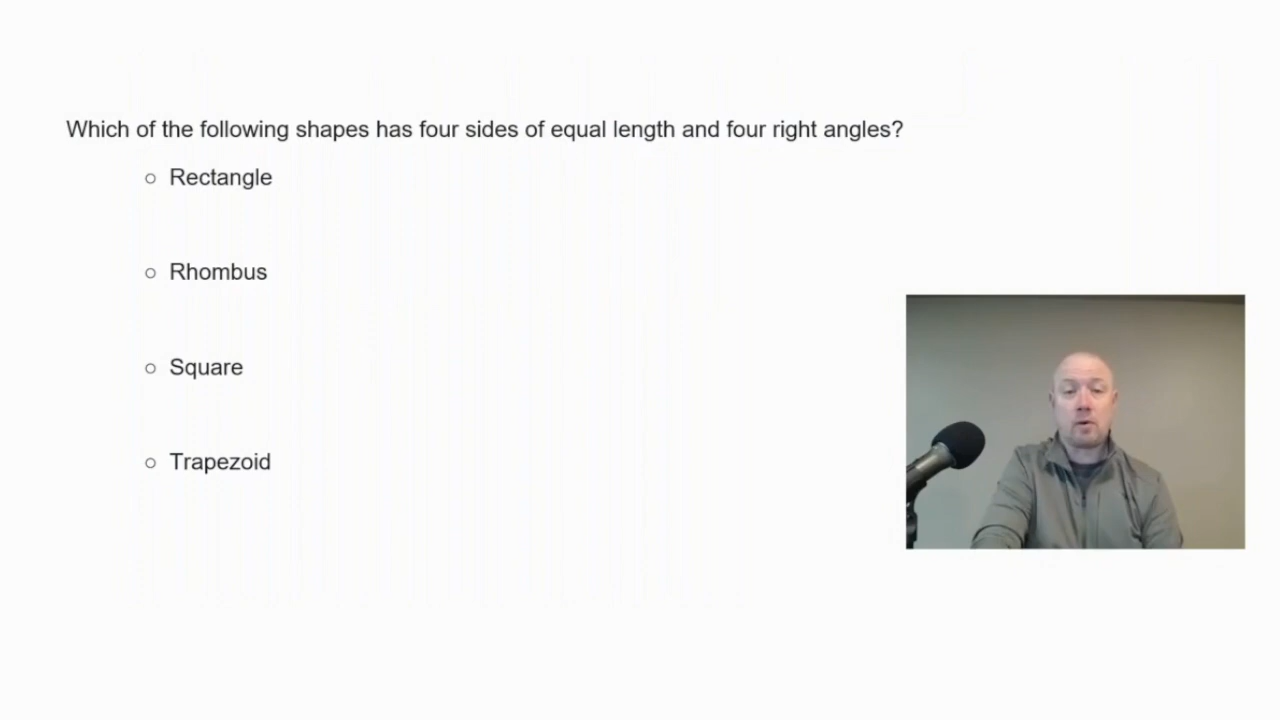 Which of the following shapes has four sides of equal length and four right angles?
Rectangle
Rhombus
Square
Trapezoid